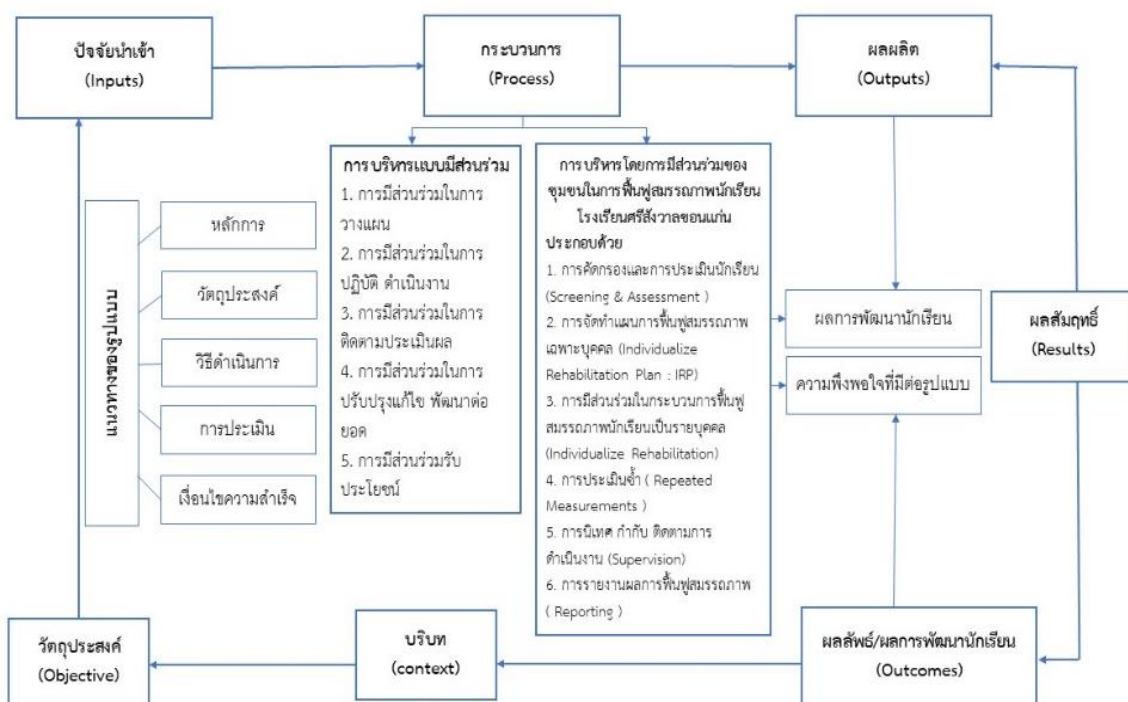 ปัจจัยนำเข้า
(Inputs)
กระบวนการ
(Process)
ผลผลิต
(Outputs)
แนวทางของรูปแบบ
หลักการ
วัตถุประสงค์
วิธีดำเนินการ
การประเมิน
เงื่อนไขความสำเร็จ
การบริหารแบบมีส่วนร่วม
1. การมีส่วนร่วมในการ
วางแผน
2. การมีส่วนร่วมในการ
ปฏิบัติ ดำเนินงาน
3. การมีส่วนร่วมในการ
ติดตามประเมินผล
4. การมีส่วนร่วมในการ
ปรับปรุงแก้ไข พัฒนาต่อ
ยอด
5. การมีส่วนร่วมรับ
ประโยชน์
การบริหารโดยการมีส่วนร่วมของ
ชุมชนในการฟื้นฟูสมรรถภาพนักเรียน
โรงเรียนศรีสังวาลขอนแก่น
ประกอบด้วย
1. การคัดกรองและการประเมินนักเรียน
(Screening & Assessment )
2. การจัดทำแผนการฟื้นฟูสมรรถภาพ
เฉพาะบุคคล (Individualize
Rehabilitation Plan : IRP)
3. การมีส่วนร่วมในกระบวนการฟื้นฟู
สมรรถภาพนักเรียนเป็นรายบุคคล
(Individualize Rehabilitation)
4. การประเมินซ้ำ ( Repeated
Measurements )
5. การนิเทศ กำกับ ติดตามการ
ดำเนินงาน (Supervision)
6. การรายงานผลการฟื้นฟูสมรรถภาพ
( Reporting )
ผลการพัฒนานักเรียน
ความพึงพอใจที่มีต่อรูปแบบ
ผลสัมฤทธิ์
(Results)
วัตถุประสงค์
(Objective)
บริบท
(context)
ผลลัพธ์/ผลการพัฒนานักเรียน
(Outcomes)